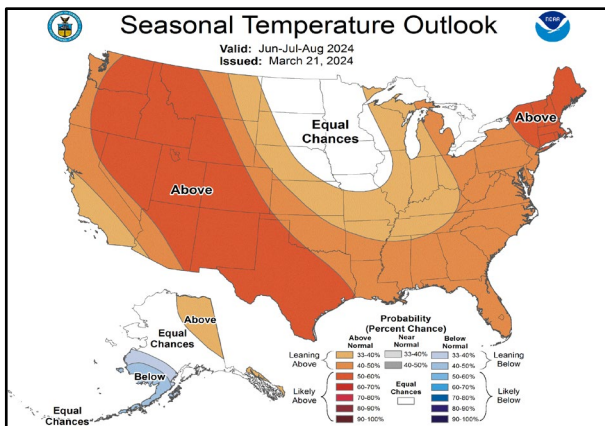 Seasonal Temperature Outlook
NOAA
Valid: Jun-Jul-Aug 2024
Issued: March 21, 2024
Equal
Chances
Above
Above
Above
Equal
Chances
Below
Equal
Chances
Probability
(Percent Chance)
Above
Normal
Near
Normal
Below
Normal
Leaning
Above
33-40%
40-50%
33-40%
40-50%
33-40%
40-50%
Leaning
Below
Likely
Above
50-60%
60-70%
70-80%
80-90%
90-100%
Equal
Chances
50-60%
60-70%
70-80%
80-90%
90-100%
Likely
Below